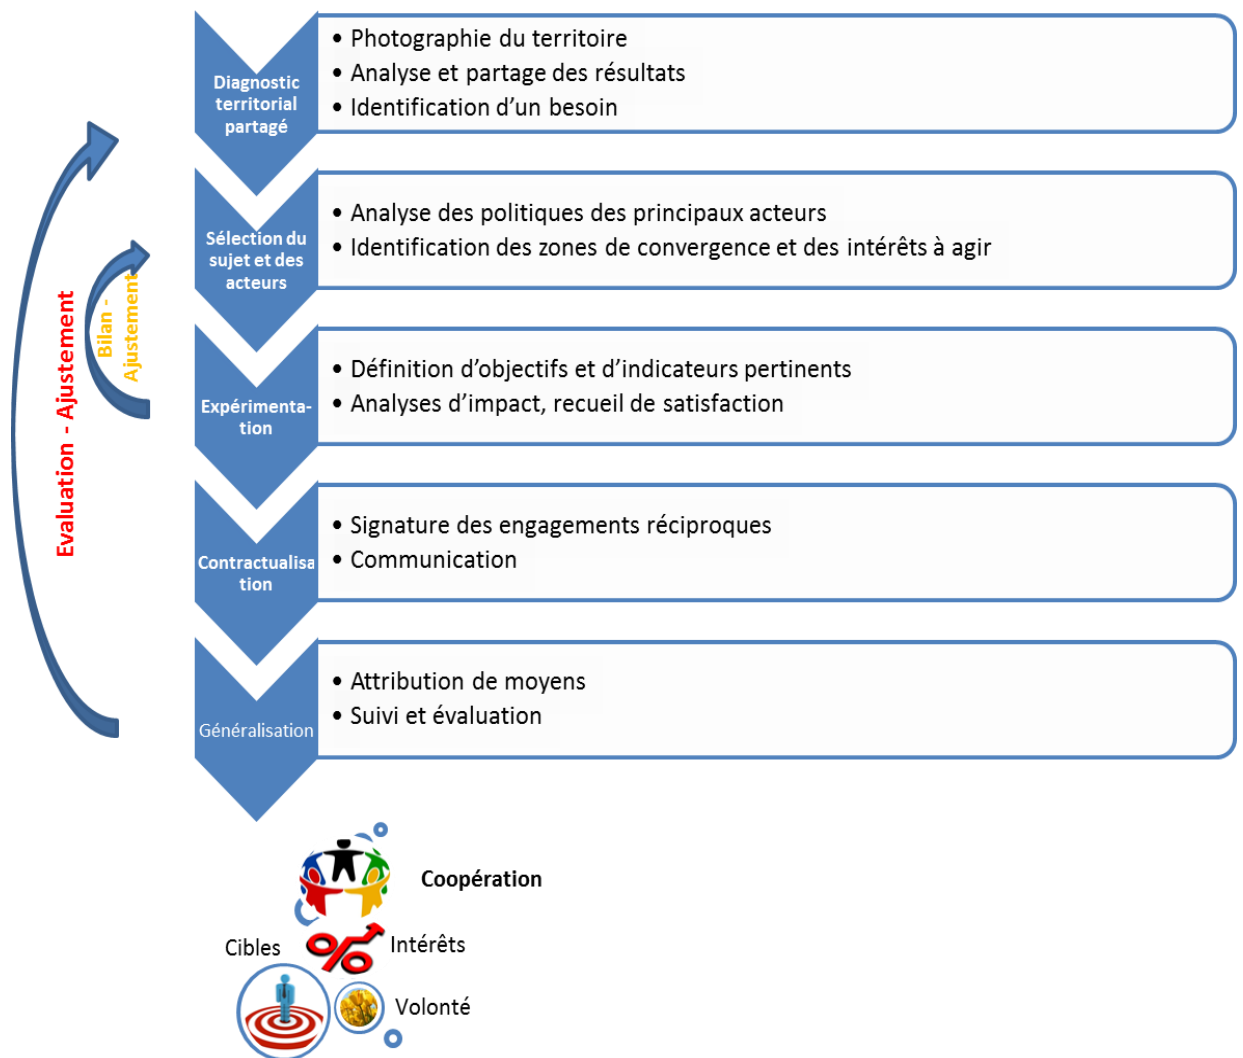 Diagnostic
territorial
partagé
• Photographie du territoire
• Analyse et partage des résultats
• Identification d’un besoin
Sélection du
sujet et des
acteurs
• Analyse des politiques des principaux acteurs
• Identification des zones de convergence et des intérêts à agir
Evaluation - Ajustement
Bilan -
Ajustement
Expérimenta-
tion
• Définition d’objectifs et d’indicateurs pertinents
• Analyses d’impact, recueil de satisfaction
Contractualisa
tion
• Signature des engagements réciproques
• Communication
Généralisation
• Attribution de moyens
• Suivi et évaluation
Coopération
Cibles
Intérêts
Volonté